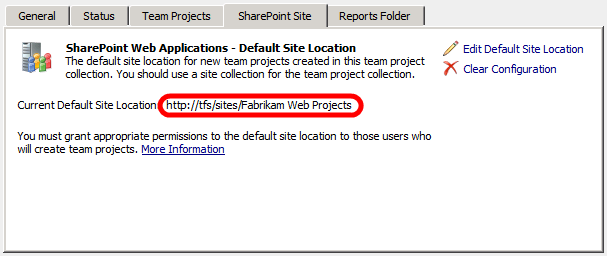 General Status Team Projects SharePoint Site Reports Folder
SharePoint Web Applications - Default Site Location
The default site location for new team projects created in this team project
collection. You should use a site collection for the team project collection.
Edit Default Site Location
Clear Configuration
Current Default Site Location http://tfs/sites/Fabrikam Web Projects
You must grant appropriate permissions to the default site location to those users who
will create team projects. More Information